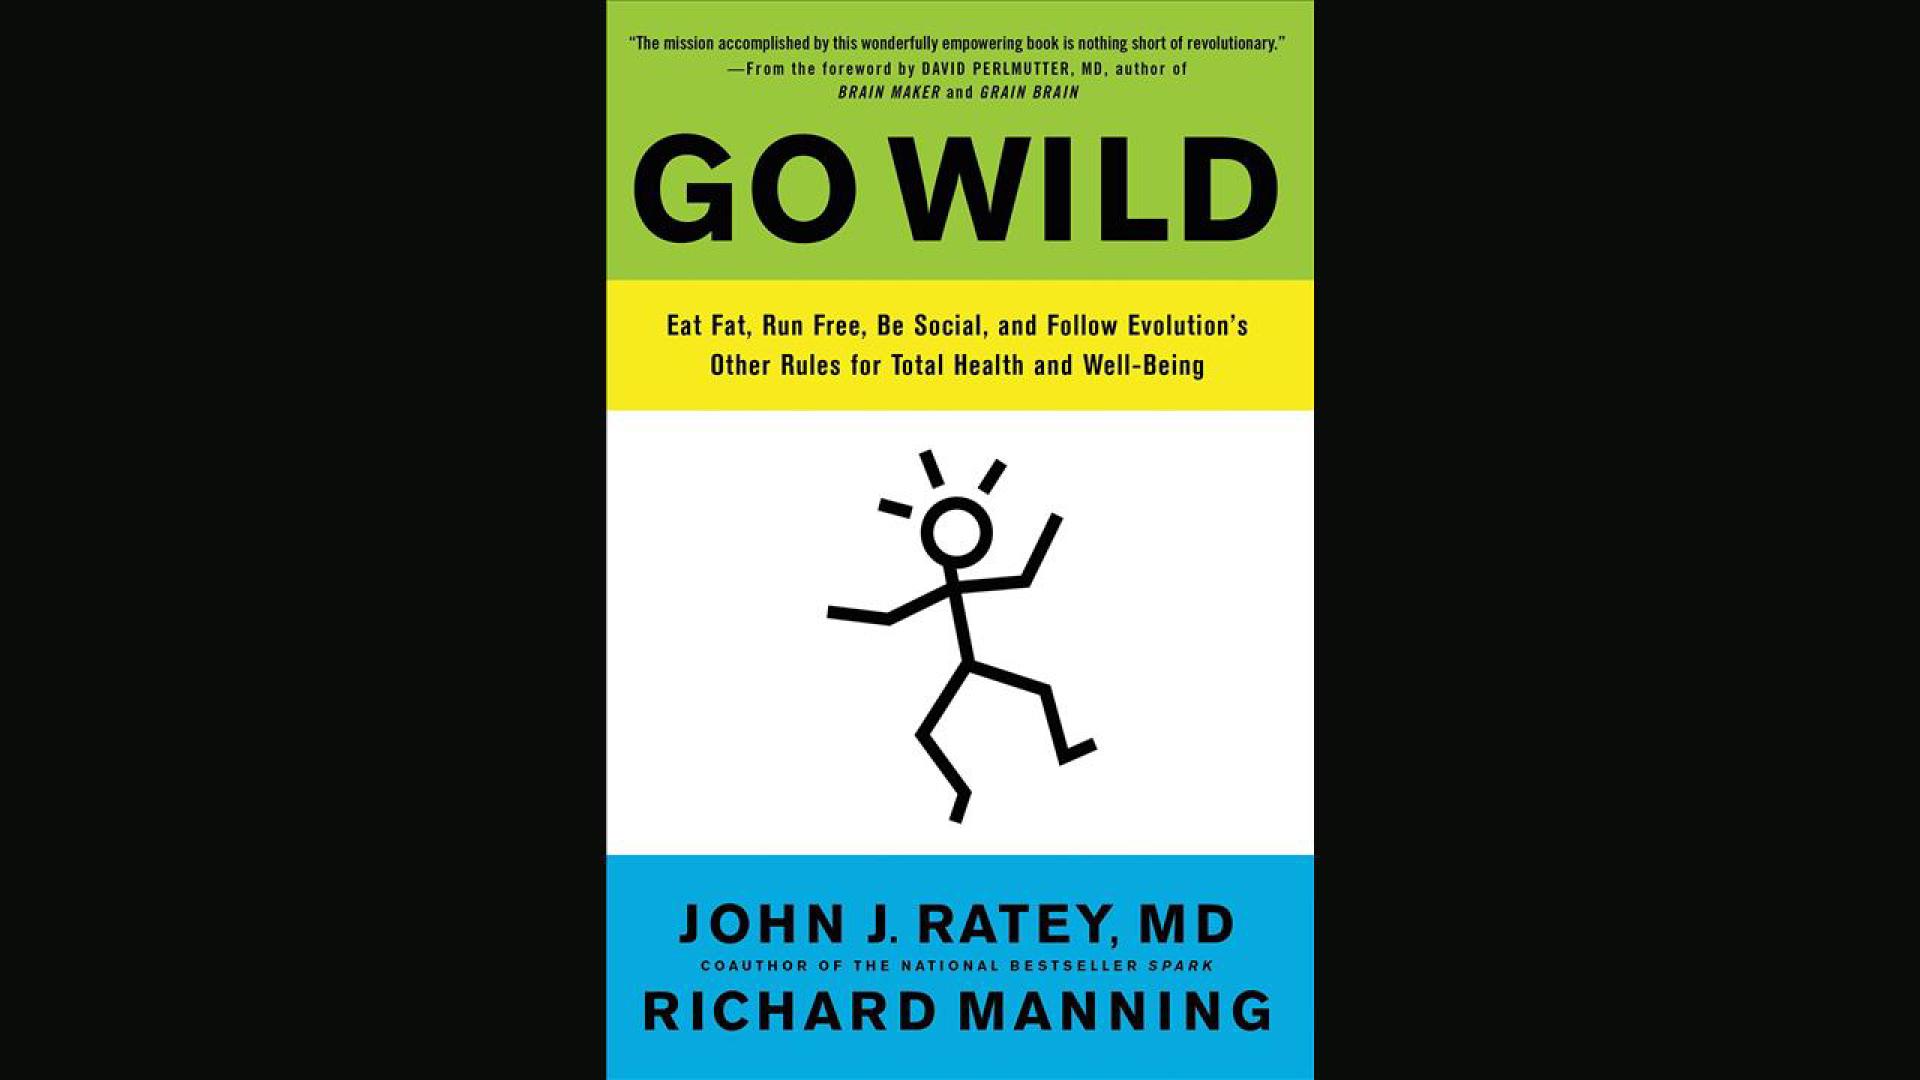 “The mission accomplished by this wonderfully empowering book is nothing short of revolutionary.”
—From the foreword by DAVID PERLMUTTER, MD, author of
BRAIN MAKER and GRAIN BRAIN
GO WILD
Eat Fat, Run Free, Be Social, and Follow Evolution’s
Other Rules for Total Health and Well-Being
JOHN J. RATEY, MD
COAUTHOR OF THE NATIONAL BESTSELLER SPARK
RICHARD MANNING